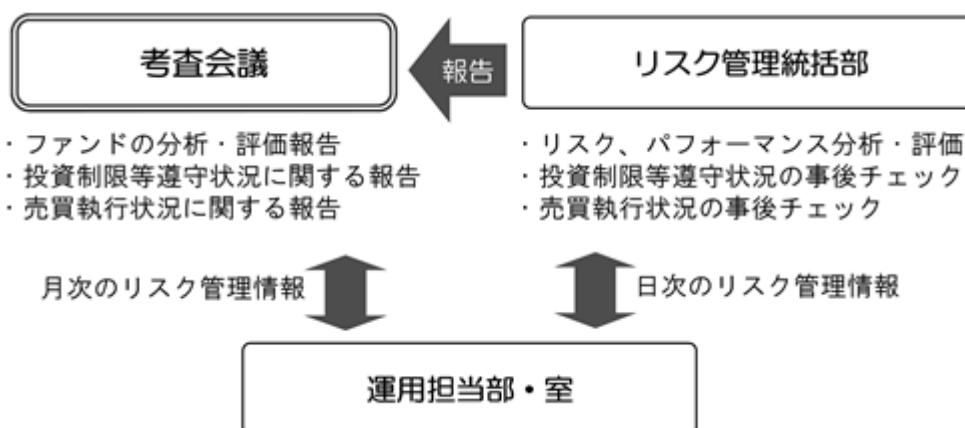 考査会議
報告
リスク管理統括部
・ファンドの分析・評価報告
・投資制限等遵守状況に関する報告
・売買執行状況に関する報告
・リスク、パフォーマンス分析・評価
・投資制限等遵守状況の事後チェック
・売買執行状況の事後チェック
月次のリスク管理情報
日次のリスク管理情報
運用担当部・室